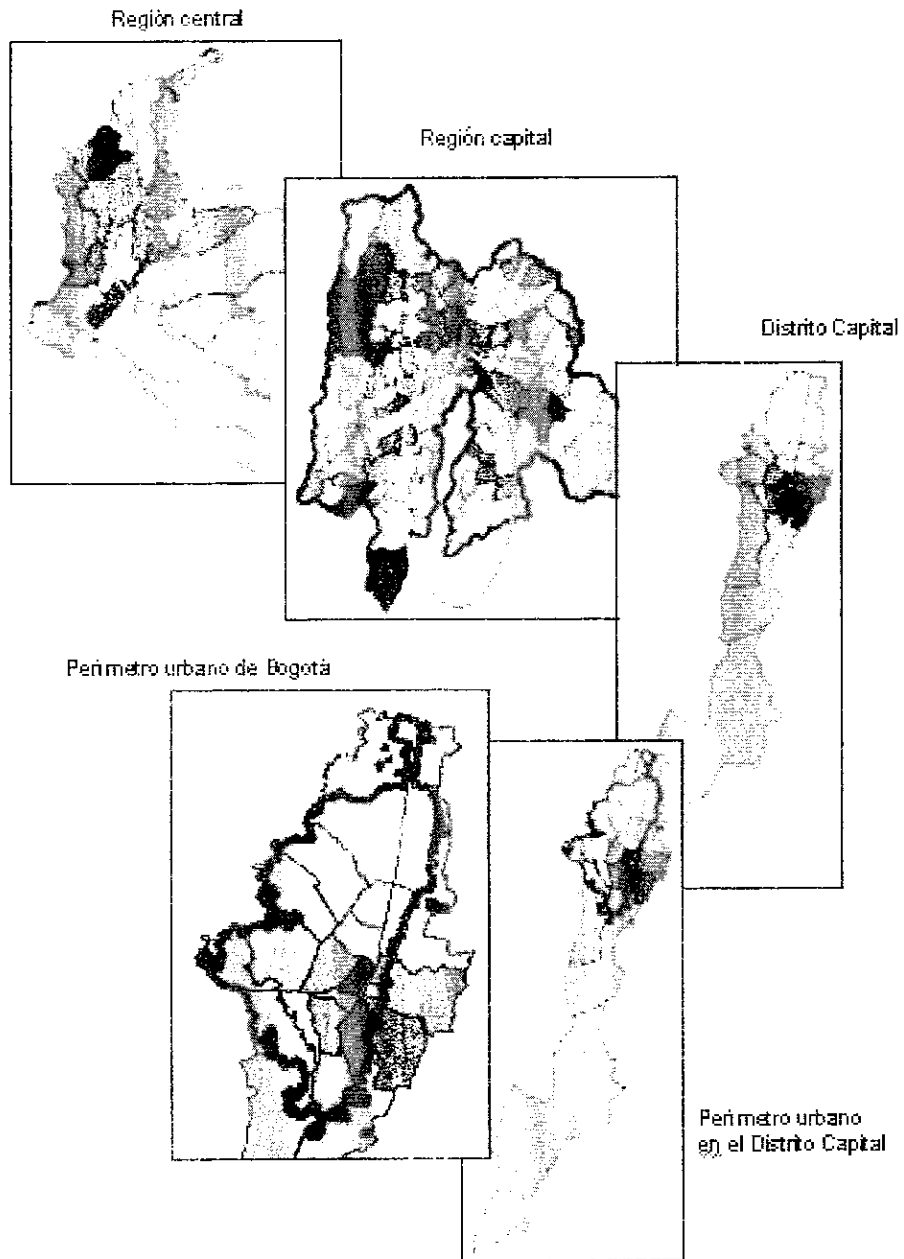 Región central
Región capital
Distrito Capital
Perímetro urbano de Bogotá
Perímetro urbano
en el Distrito Capital